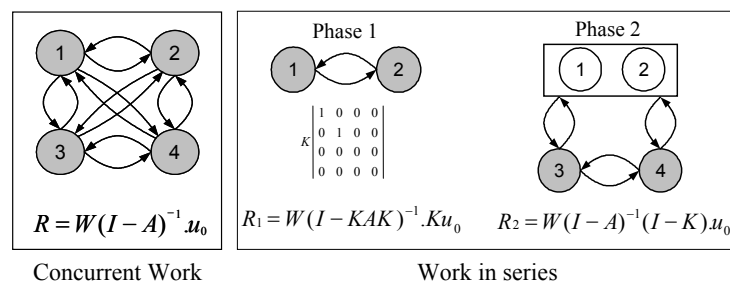 1 2
3 4
R = W(I − A)⁻¹.u₀
Concurrent Work
Phase 1
1 2
K
1 0 0 0
0 1 0 0
0 0 0 0
0 0 0 0
R₁ = W(I − KAK)⁻¹.Ku₀
Phase 2
1 2
3 4
R₂ = W(I − A)⁻¹(I − K).u₀
Work in series